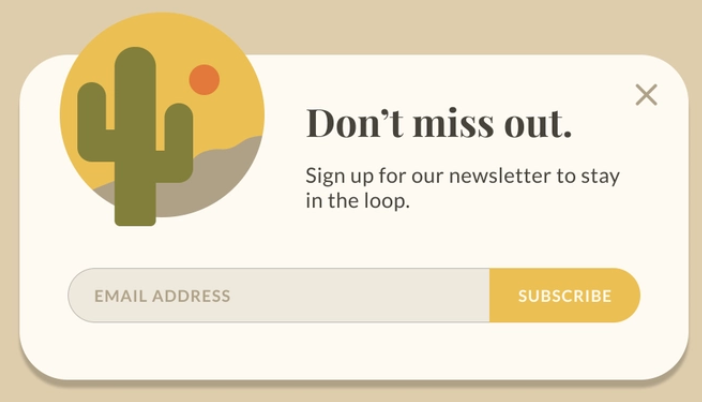 Don’t miss out.
Sign up for our newsletter to stay
in the loop.
EMAIL ADDRESS
SUBSCRIBE